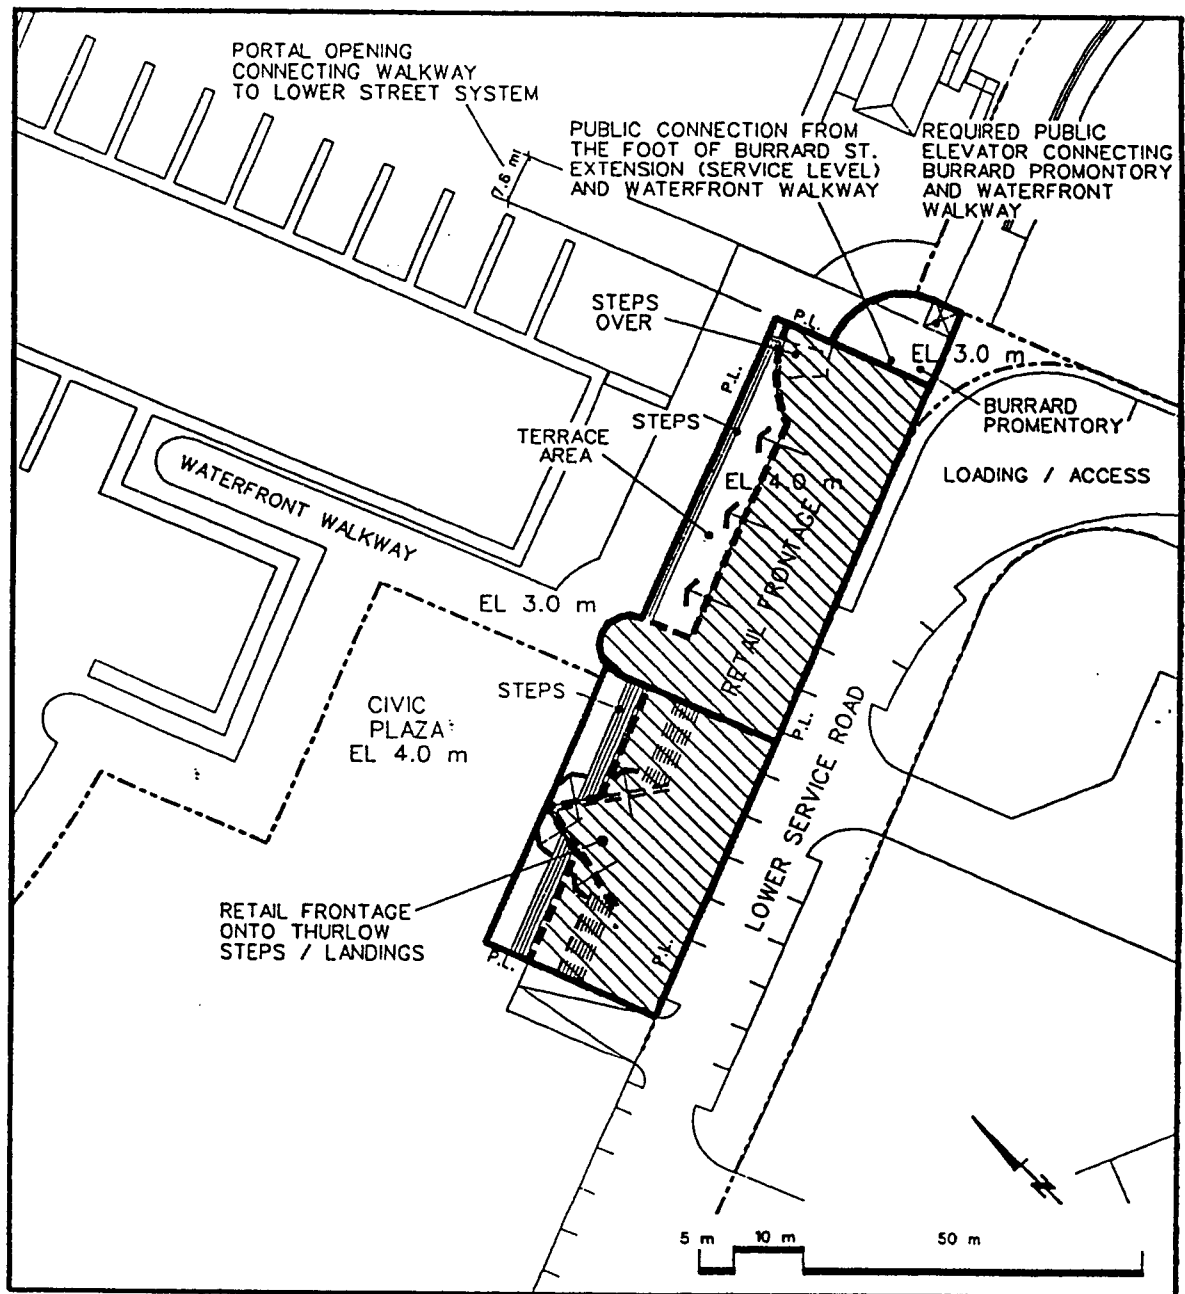 PORTAL OPENING
CONNECTING WALKWAY
TO LOWER STREET SYSTEM
PUBLIC CONNECTION FROM
THE FOOT OF BURRARD ST.
EXTENSION (SERVICE LEVEL)
AND WATERFRONT WALKWAY
REQUIRED PUBLIC
ELEVATOR CONNECTING
BURRARD PROMONTORY
AND WATERFRONT
WALKWAY
7.6 m
STEPS
OVER
P.L.
EL 3.0 m
P.L.
BURRARD
PROMENTORY
STEPS
TERRACE
AREA
EL 4.0 m
LOADING / ACCESS
WATERFRONT WALKWAY
RETAIL FRONTAGE
EL 3.0 m
STEPS
CIVIC
PLAZA
EL 4.0 m
P.L.
LOWER SERVICE ROAD
RETAIL FRONTAGE
ONTO THURLOW
STEPS / LANDINGS
P.L.
P.L.
N
5 m
10 m
50 m